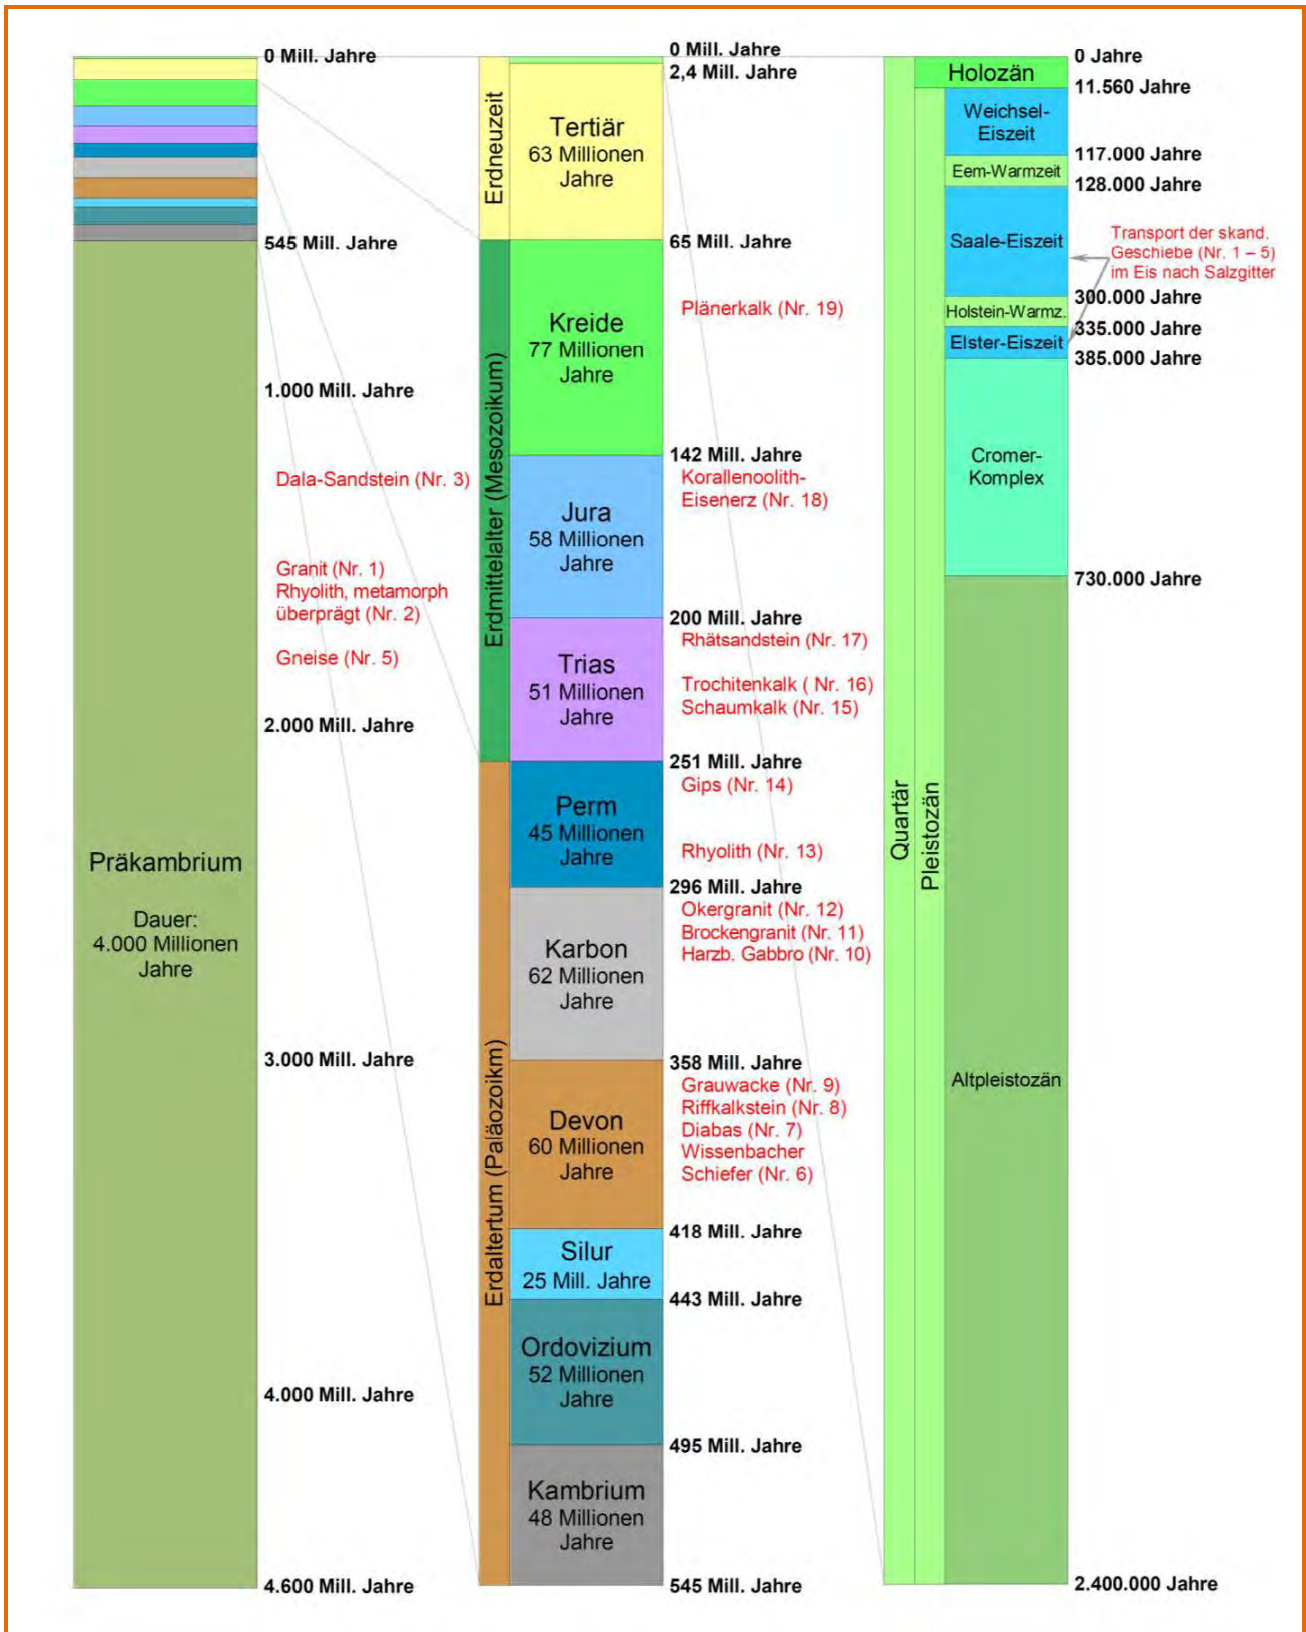 0 Mill. Jahre
545 Mill. Jahre
1.000 Mill. Jahre
Dala-Sandstein (Nr. 3)
Granit (Nr. 1)
Rhyolith, metamorph
überprägt (Nr. 2)
Gneise (Nr. 5)
2.000 Mill. Jahre
Präkambrium
Dauer:
4.000 Millionen
Jahre
3.000 Mill. Jahre
4.000 Mill. Jahre
4.600 Mill. Jahre
Erdneuzeit
Erdmittelalter (Mesozoikum)
Erdaltertum (Paläozoikm)
0 Mill. Jahre
2,4 Mill. Jahre
Tertiär
63 Millionen
Jahre
65 Mill. Jahre
Plänerkalk (Nr. 19)
Kreide
77 Millionen
Jahre
142 Mill. Jahre
Korallenoolith-
Eisenerz (Nr. 18)
Jura
58 Millionen
Jahre
200 Mill. Jahre
Rhätsandstein (Nr. 17)
Trias
51 Millionen
Jahre
Trochitenkalk ( Nr. 16)
Schaumkalk (Nr. 15)
251 Mill. Jahre
Gips (Nr. 14)
Perm
45 Millionen
Jahre
Rhyolith (Nr. 13)
296 Mill. Jahre
Okergranit (Nr. 12)
Brockengranit (Nr. 11)
Harzb. Gabbro (Nr. 10)
Karbon
62 Millionen
Jahre
358 Mill. Jahre
Grauwacke (Nr. 9)
Riffkalkstein (Nr. 8)
Diabas (Nr. 7)
Wissenbacher
Schiefer (Nr. 6)
Devon
60 Millionen
Jahre
418 Mill. Jahre
Silur
25 Mill. Jahre
443 Mill. Jahre
Ordovizium
52 Millionen
Jahre
495 Mill. Jahre
Kambrium
48 Millionen
Jahre
545 Mill. Jahre
Quartär
Pleistozän
0 Jahre
Holozän
11.560 Jahre
Weichsel-
Eiszeit
117.000 Jahre
Eem-Warmzeit
128.000 Jahre
Saale-Eiszeit
Transport der skand.
Geschiebe (Nr. 1 – 5)
im Eis nach Salzgitter
300.000 Jahre
Holstein-Warmz.
335.000 Jahre
Elster-Eiszeit
385.000 Jahre
Cromer-
Komplex
730.000 Jahre
Altpleistozän
2.400.000 Jahre